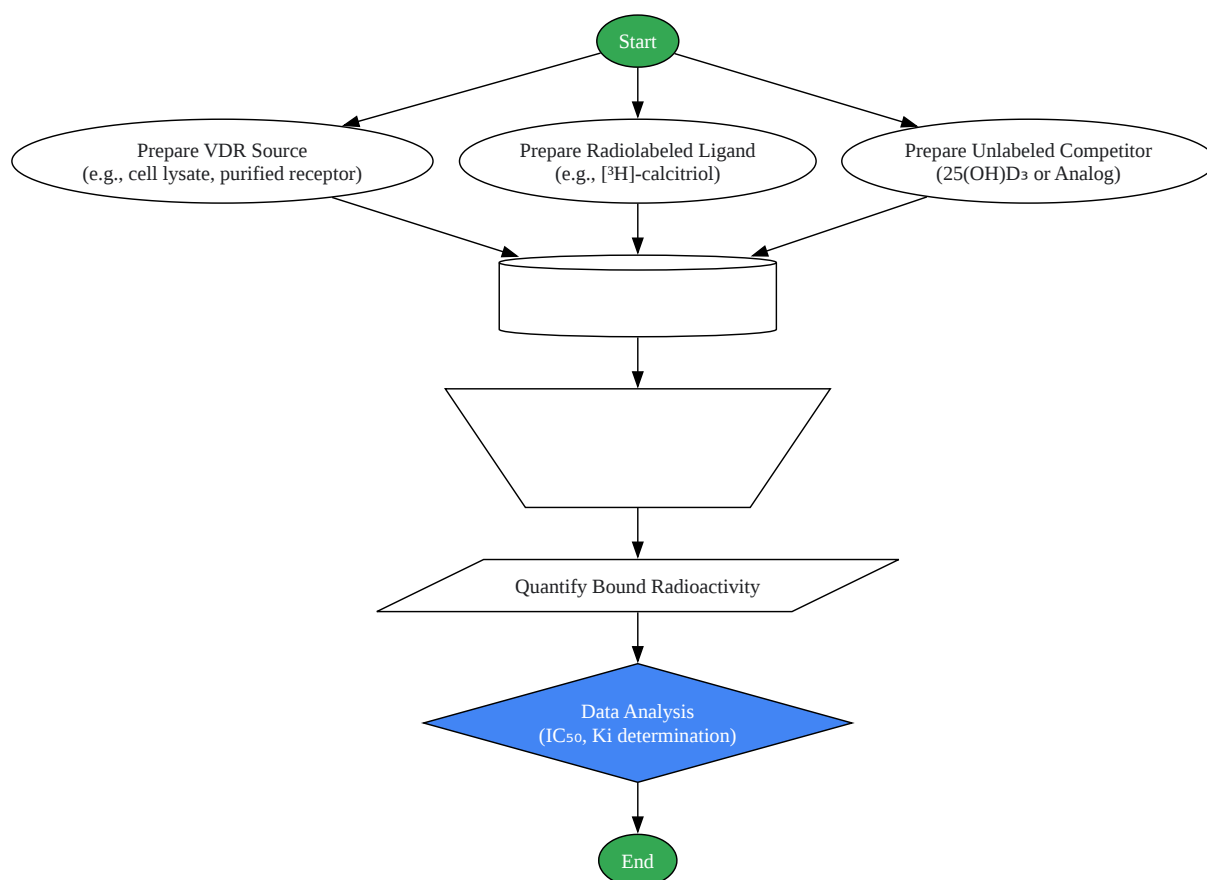 Start
Prepare VDR Source
(e.g., cell lysate, purified receptor)
Prepare Radiolabeled Ligand
(e.g., [³H]-calcitriol)
Prepare Unlabeled Competitor
(25(OH)D₃ or Analog)
Quantify Bound Radioactivity
Data Analysis
(IC₅₀, Ki determination)
End